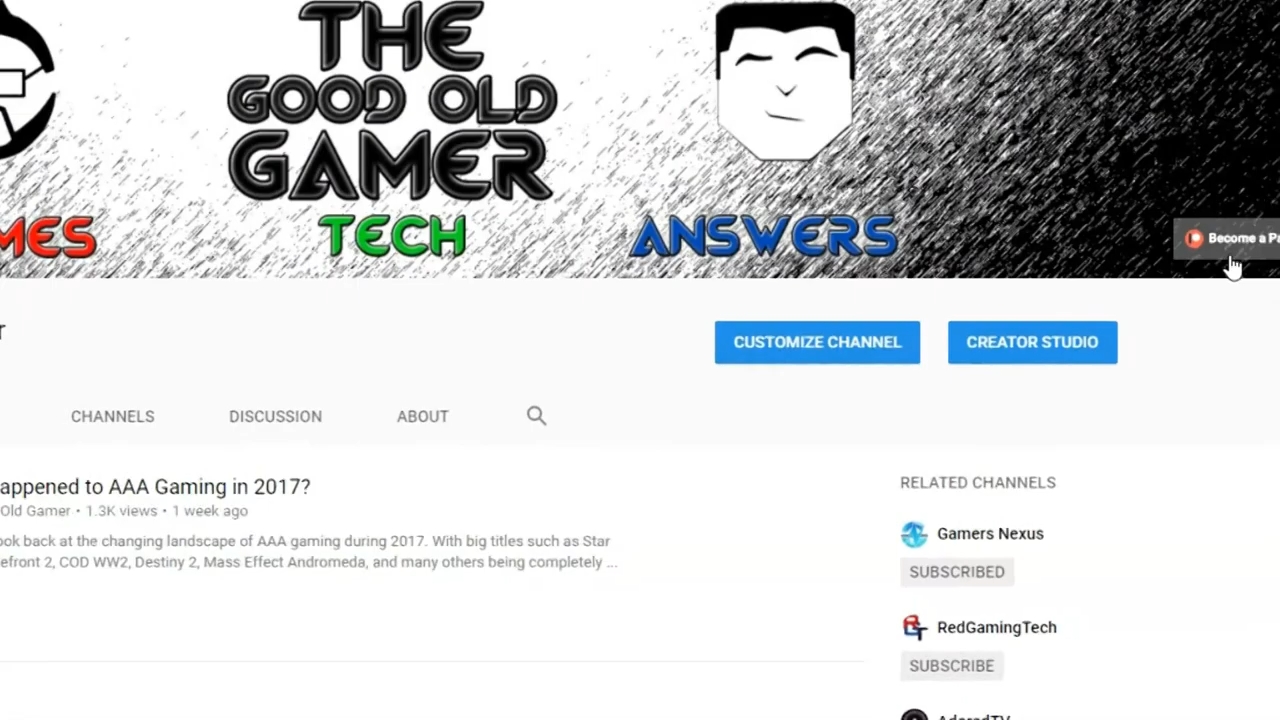 THE
GOOD OLD
GAMER
MES TECH ANSWERS
Become a Pa
r
CUSTOMIZE CHANNEL CREATOR STUDIO
CHANNELS DISCUSSION ABOUT
appened to AAA Gaming in 2017?
Old Gamer • 1.3K views • 1 week ago
ook back at the changing landscape of AAA gaming during 2017. With big titles such as Star
efront 2, COD WW2, Destiny 2, Mass Effect Andromeda, and many others being completely ...
RELATED CHANNELS
Gamers Nexus
SUBSCRIBED
RedGamingTech
SUBSCRIBE
AdoredTV